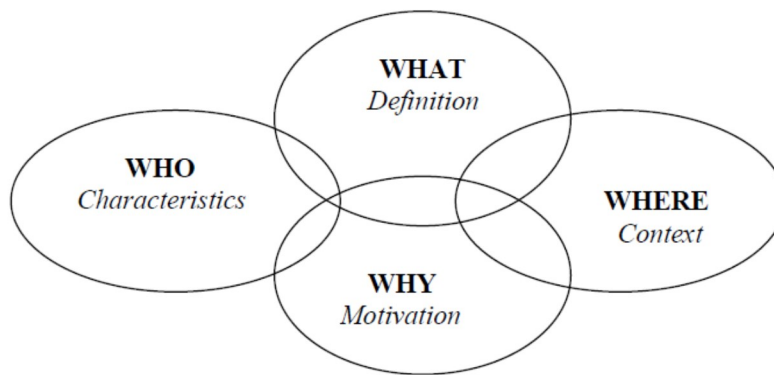 WHAT
Definition
WHO
Characteristics
WHERE
Context
WHY
Motivation